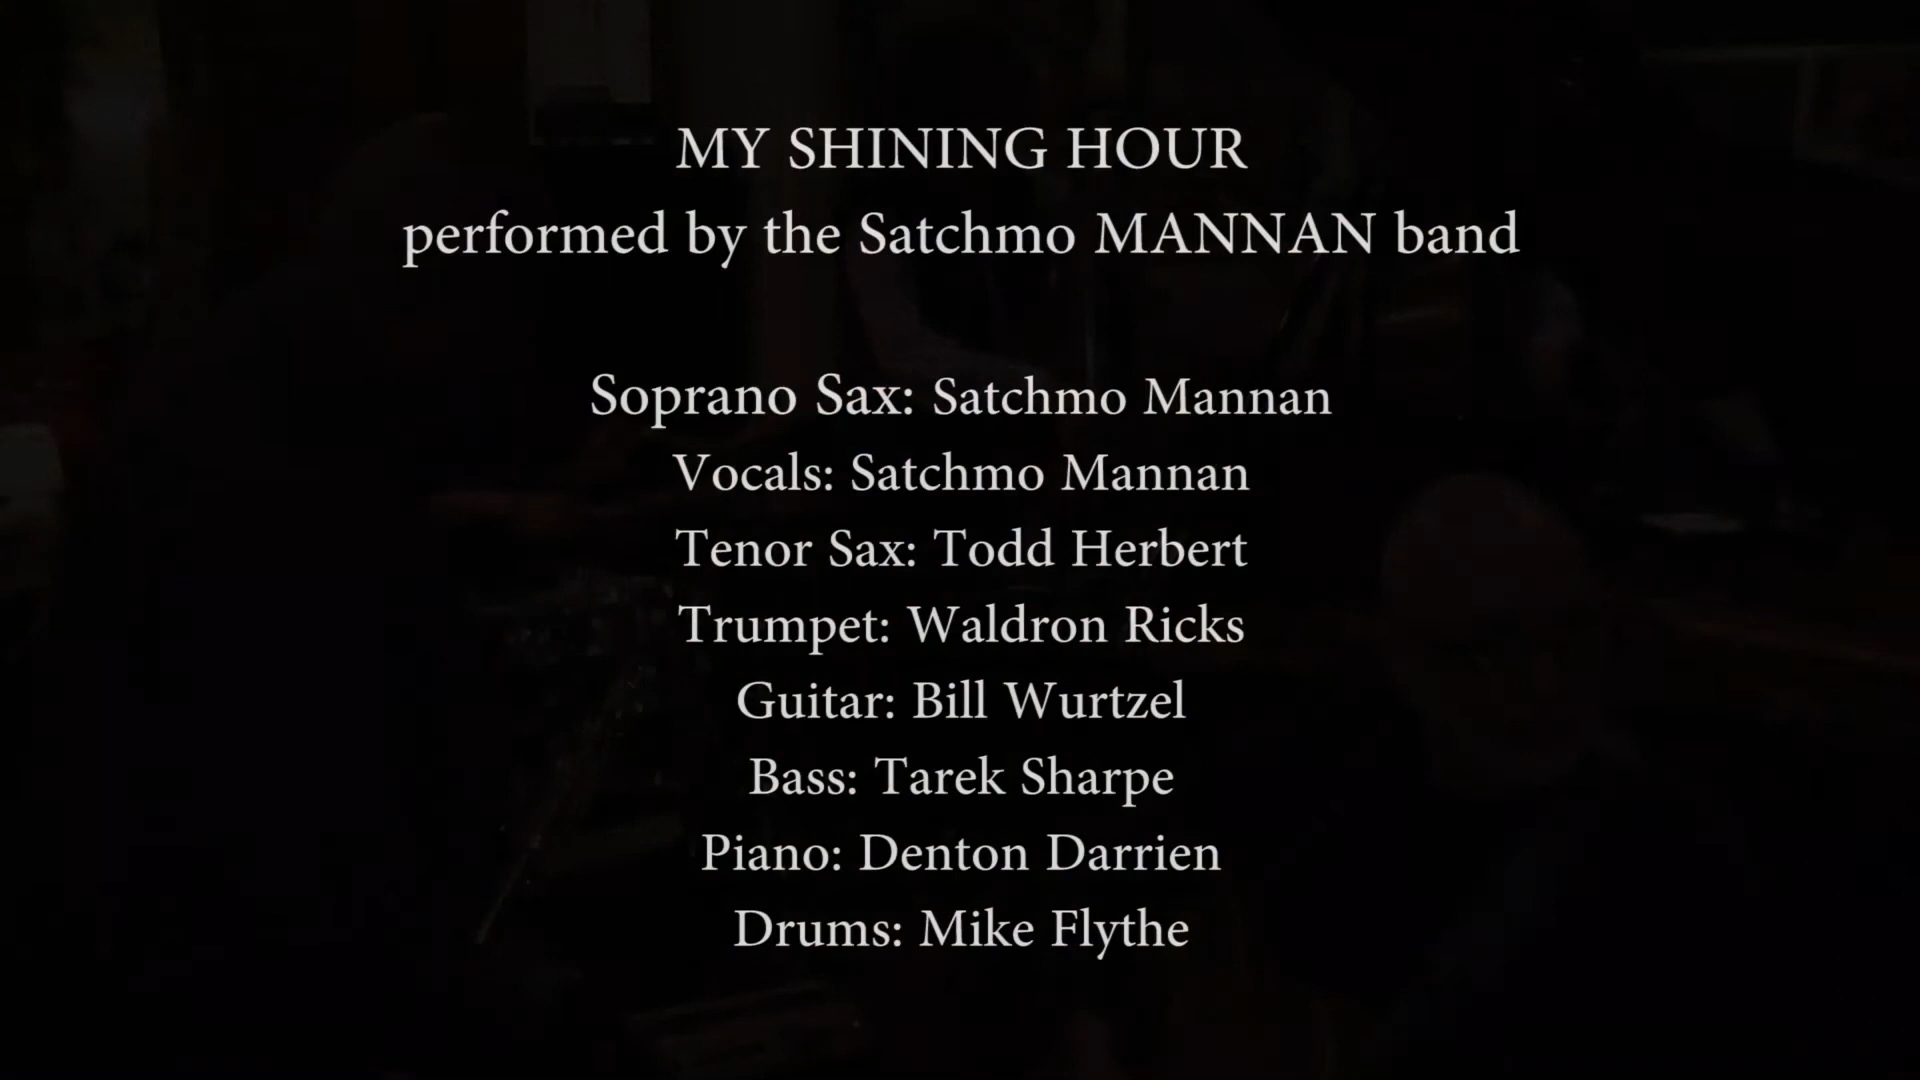 MY SHINING HOUR
performed by the Satchmo MANNAN band
Soprano Sax: Satchmo Mannan
Vocals: Satchmo Mannan
Tenor Sax: Todd Herbert
Trumpet: Waldron Ricks
Guitar: Bill Wurtzel
Bass: Tarek Sharpe
Piano: Denton Darrien
Drums: Mike Flythe